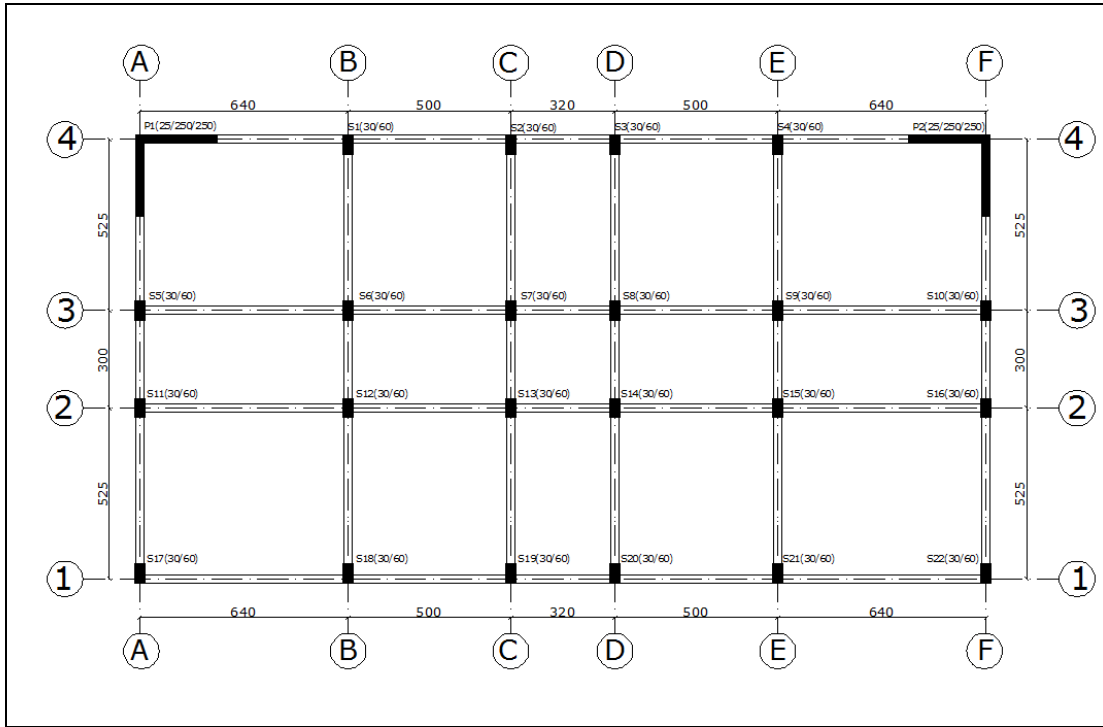 A B C D E F
640 500 320 500 640
P1(25/250/250) S1(30/60) S2(30/60) S3(30/60) S4(30/60) P2(25/250/250)
4 4
525 525
S5(30/60) S6(30/60) S7(30/60) S8(30/60) S9(30/60) S10(30/60)
3 3
300 300
S11(30/60) S12(30/60) S13(30/60) S14(30/60) S15(30/60) S16(30/60)
2 2
525 525
S17(30/60) S18(30/60) S19(30/60) S20(30/60) S21(30/60) S22(30/60)
1 1
640 500 320 500 640
A B C D E F